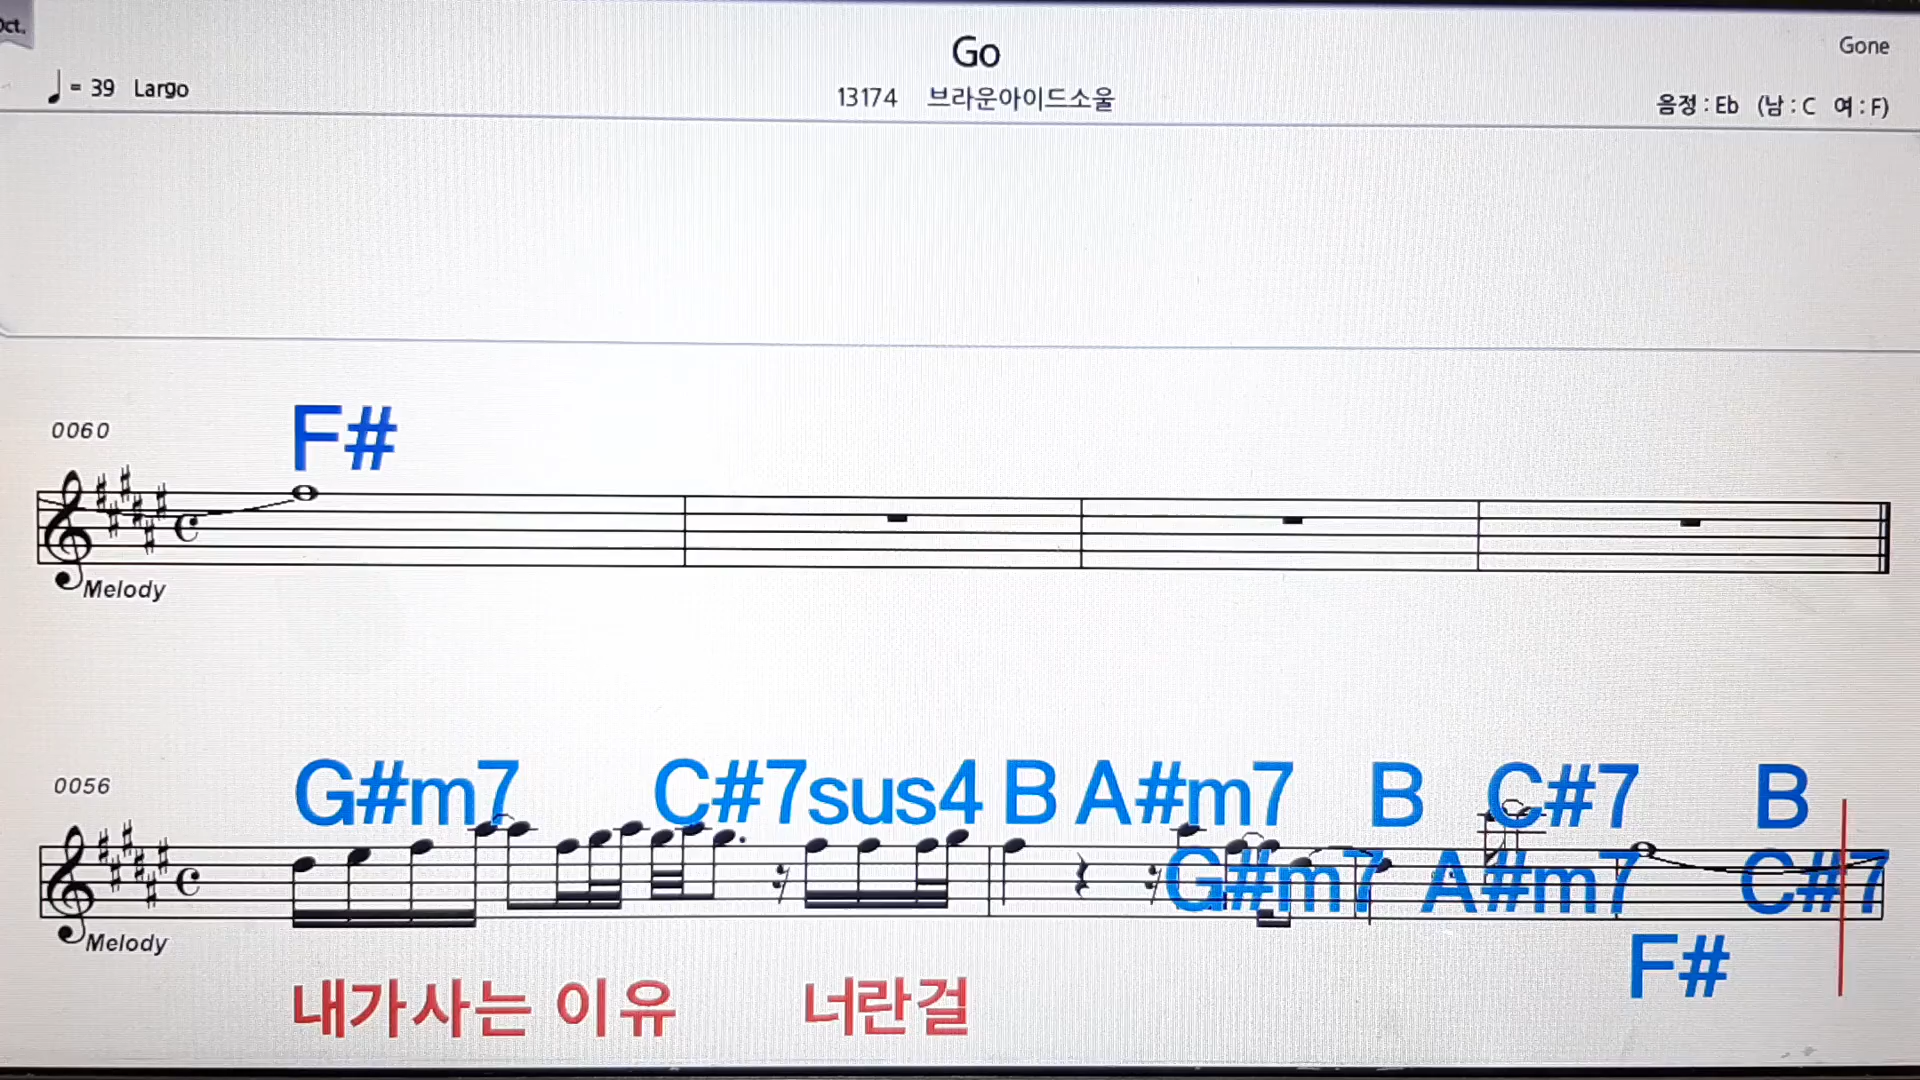 Oct.
Go
Gone
♩ = 39 Largo
13174 브라운아이드소울
음정 : Eb (남 : C 여 : F)
0060
F#
Melody
0056
G#m7 C#7sus4 B A#m7 B C#7 B
G#m7 A#m7 C#7
Melody
F#
내가사는 이유 너란걸